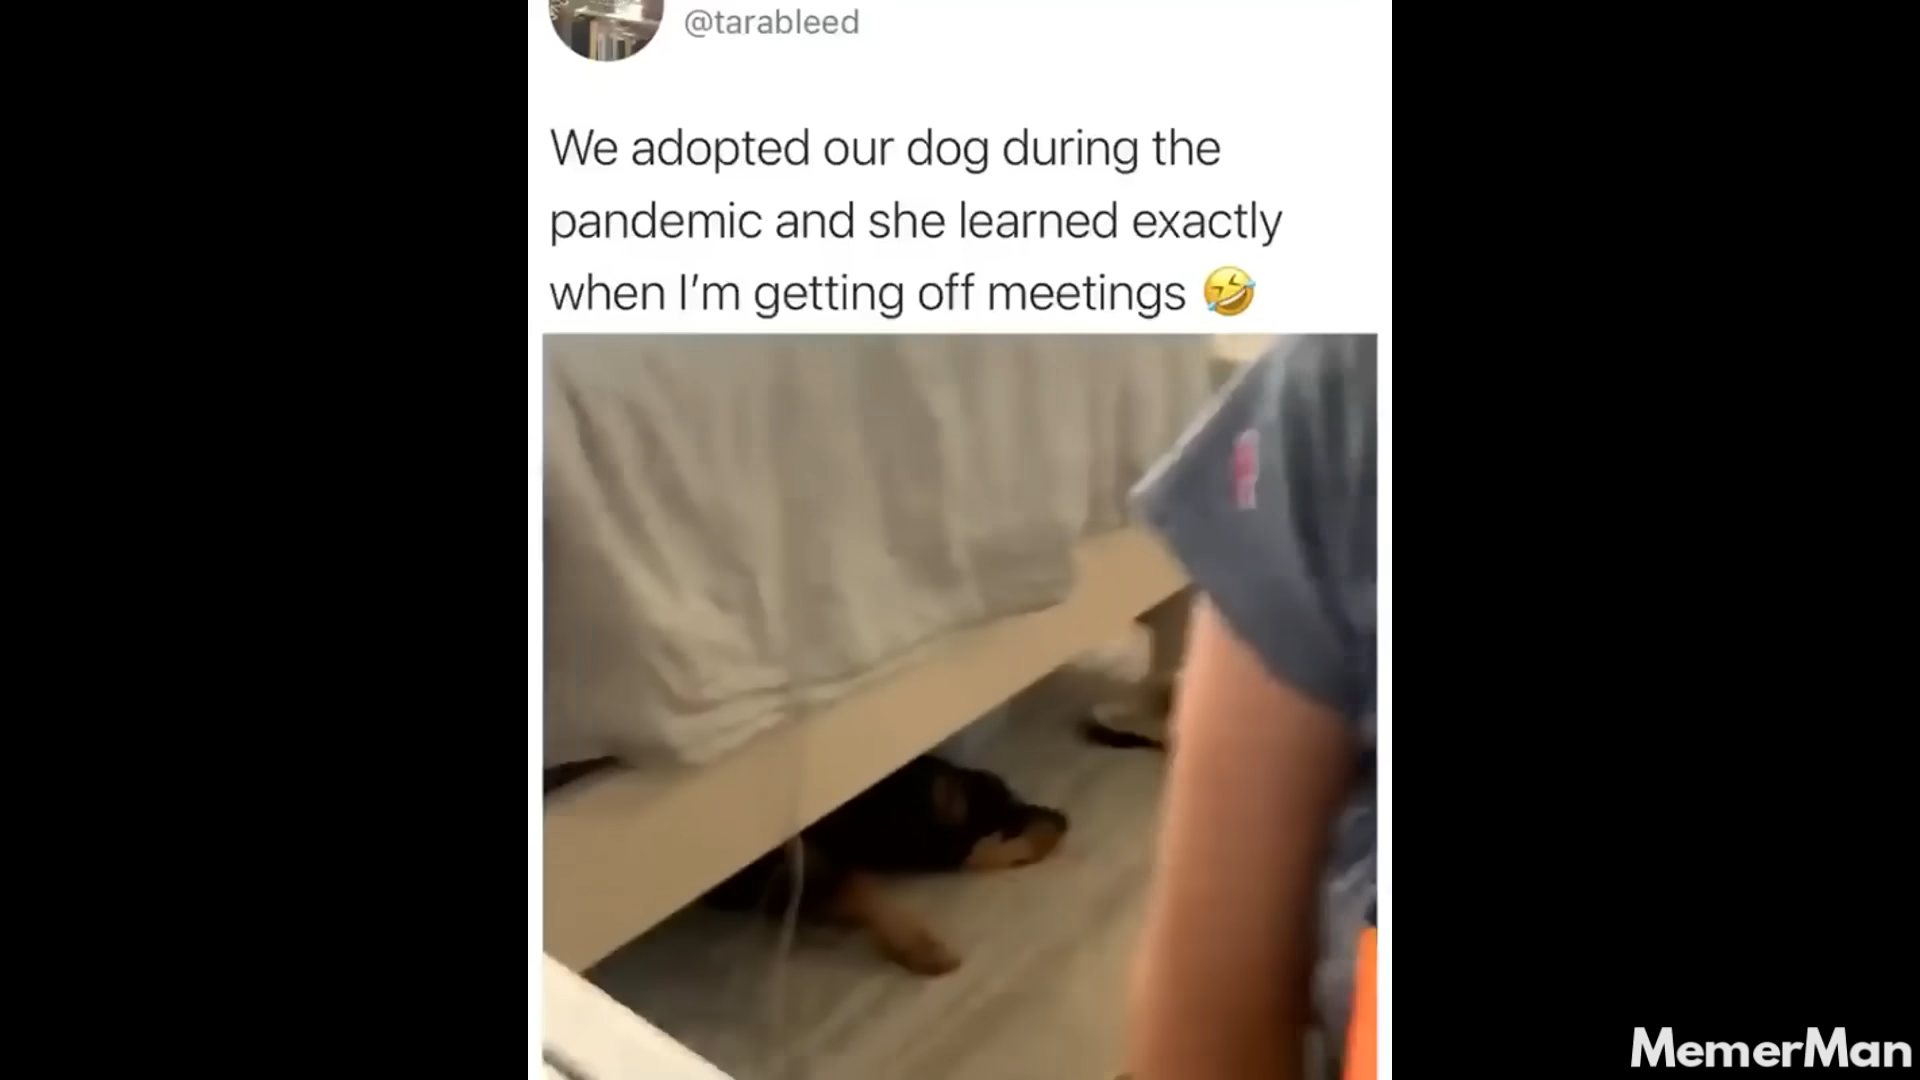 @tarableed
We adopted our dog during the
pandemic and she learned exactly
when I'm getting off meetings 🤣
MemerMan